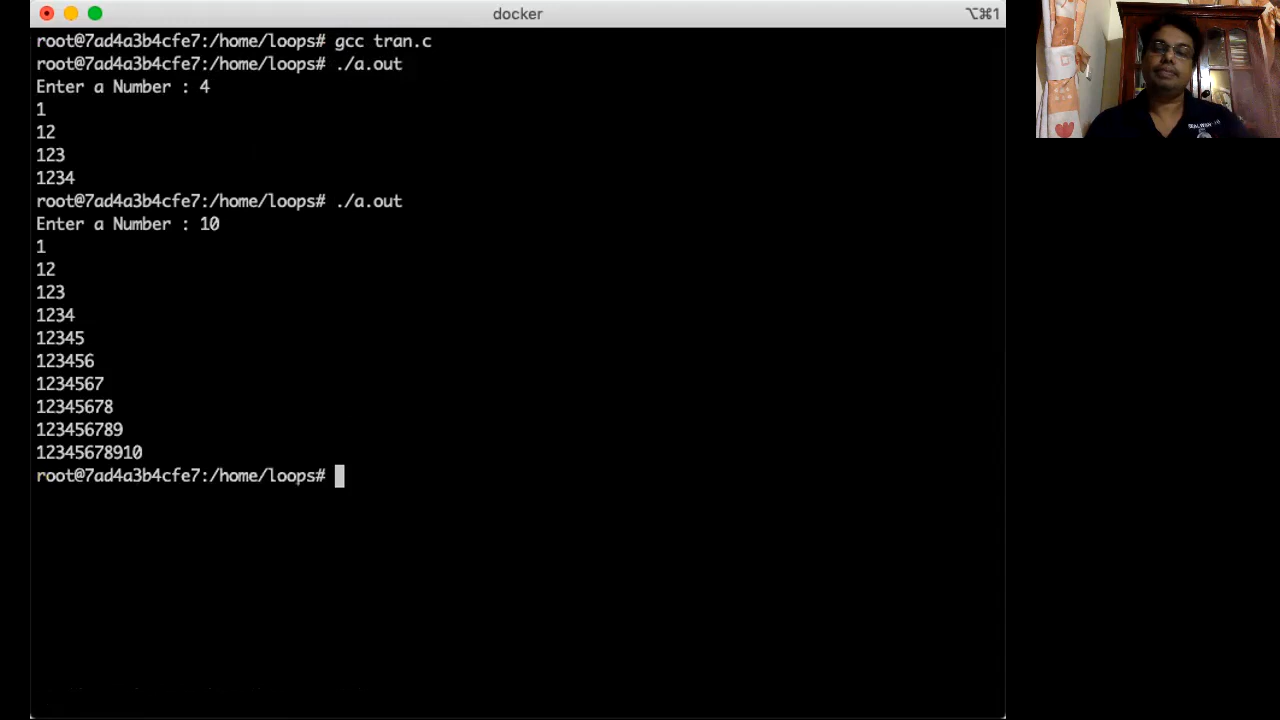 docker
⌥⌘1
root@7ad4a3b4cfe7:/home/loops# gcc tran.c
root@7ad4a3b4cfe7:/home/loops# ./a.out
Enter a Number : 4
1
12
123
1234
root@7ad4a3b4cfe7:/home/loops# ./a.out
Enter a Number : 10
1
12
123
1234
12345
123456
1234567
12345678
123456789
12345678910
root@7ad4a3b4cfe7:/home/loops#